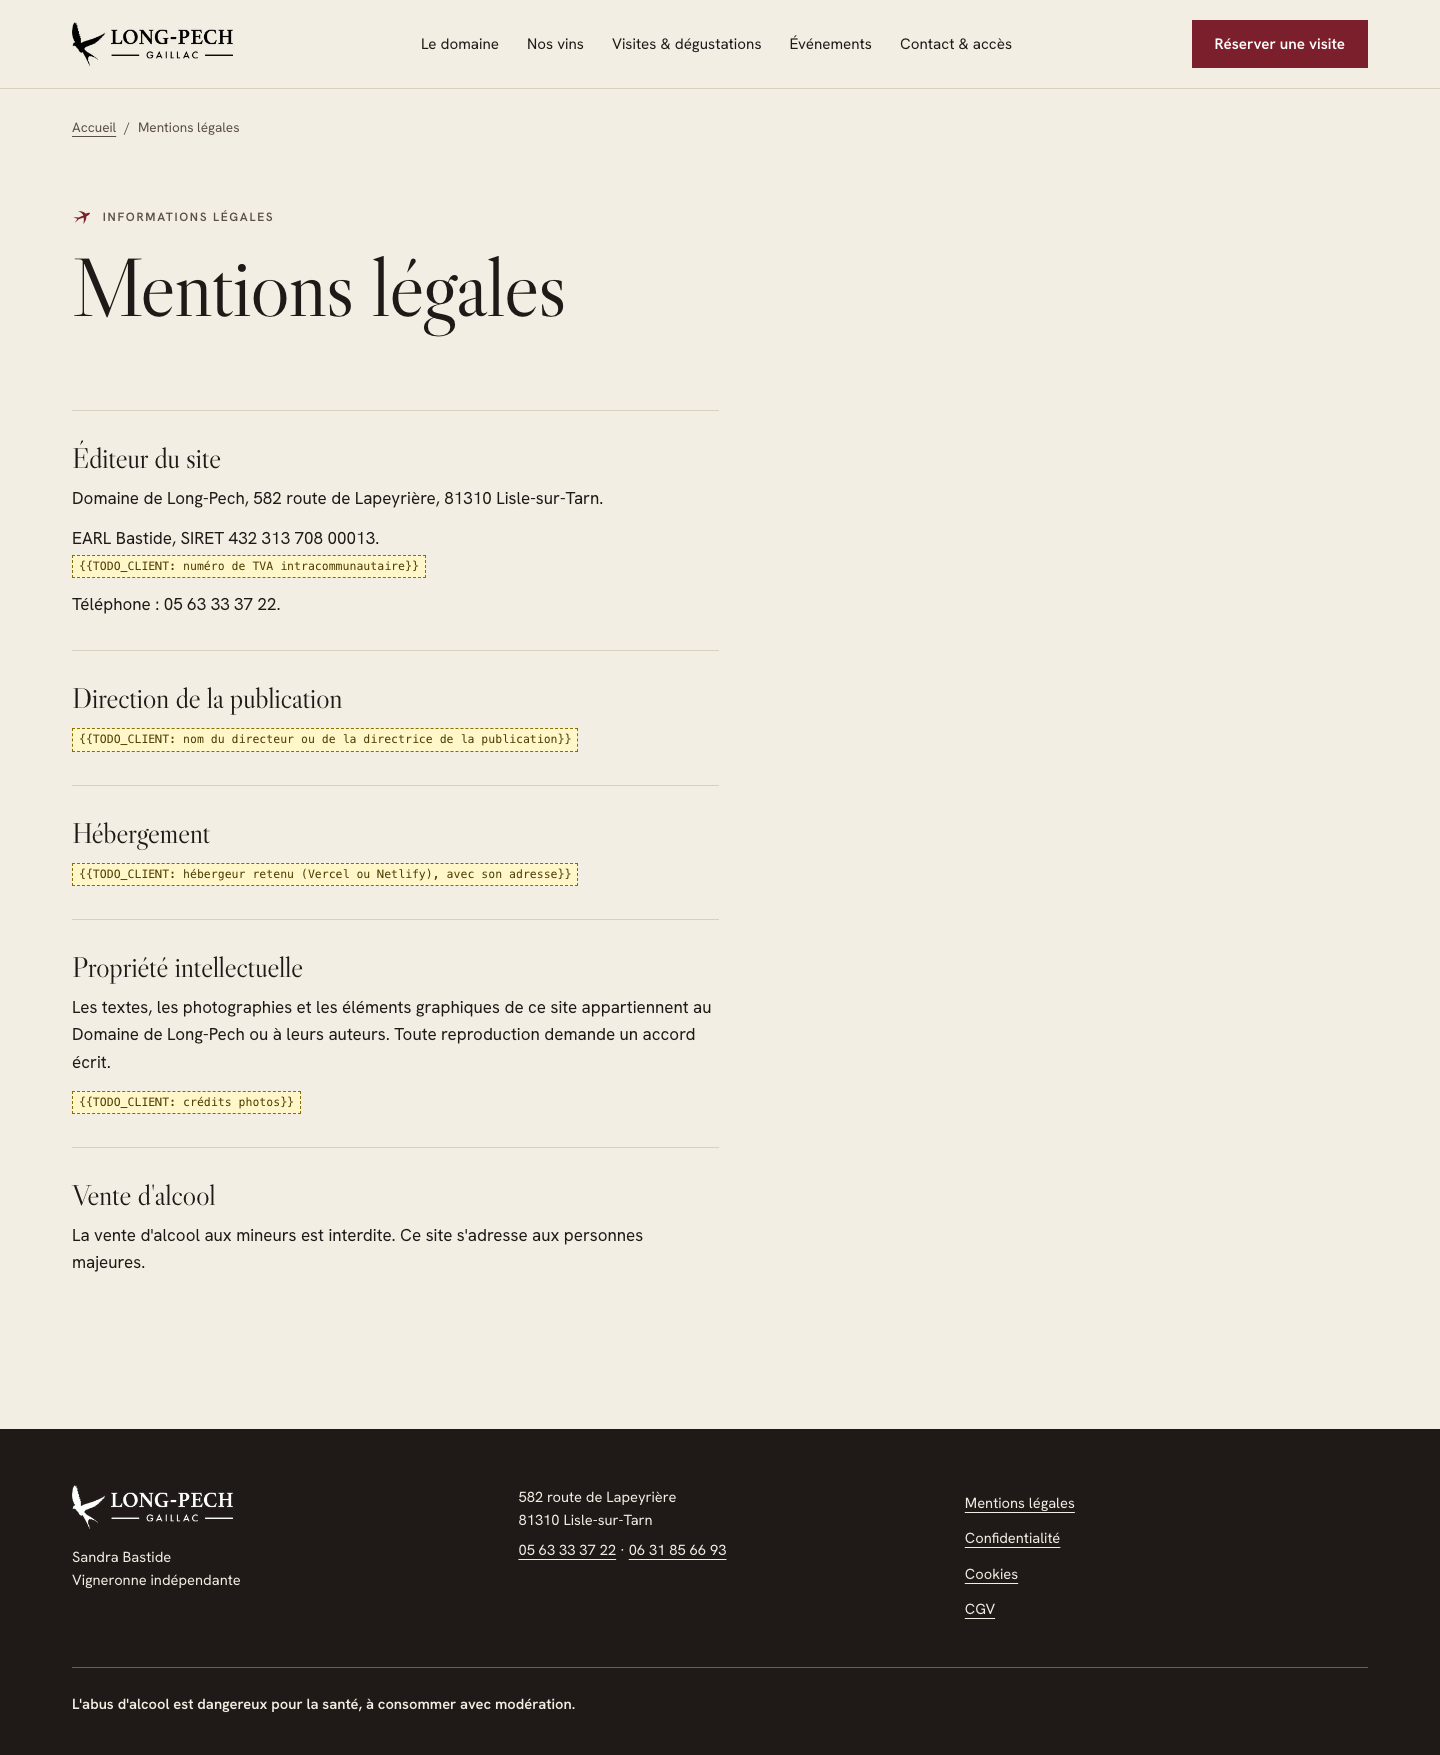 LONG-PECH
GAILLAC
Le domaine
Nos vins
Visites & dégustations
Événements
Contact & accès
Réserver une visite
Accueil / Mentions légales
INFORMATIONS LÉGALES
Mentions légales
Éditeur du site
Domaine de Long-Pech, 582 route de Lapeyrière, 81310 Lisle-sur-Tarn.
EARL Bastide, SIRET 432 313 708 00013.
{{TODO_CLIENT: numéro de TVA intracommunautaire}}
Téléphone : 05 63 33 37 22.
Direction de la publication
{{TODO_CLIENT: nom du directeur ou de la directrice de la publication}}
Hébergement
{{TODO_CLIENT: hébergeur retenu (Vercel ou Netlify), avec son adresse}}
Propriété intellectuelle
Les textes, les photographies et les éléments graphiques de ce site appartiennent au
Domaine de Long-Pech ou à leurs auteurs. Toute reproduction demande un accord
écrit.
{{TODO_CLIENT: crédits photos}}
Vente d'alcool
La vente d'alcool aux mineurs est interdite. Ce site s'adresse aux personnes
majeures.
LONG-PECH
GAILLAC
Sandra Bastide
Vigneronne indépendante
582 route de Lapeyrière
81310 Lisle-sur-Tarn
05 63 33 37 22 · 06 31 85 66 93
Mentions légales
Confidentialité
Cookies
CGV
L'abus d'alcool est dangereux pour la santé, à consommer avec modération.